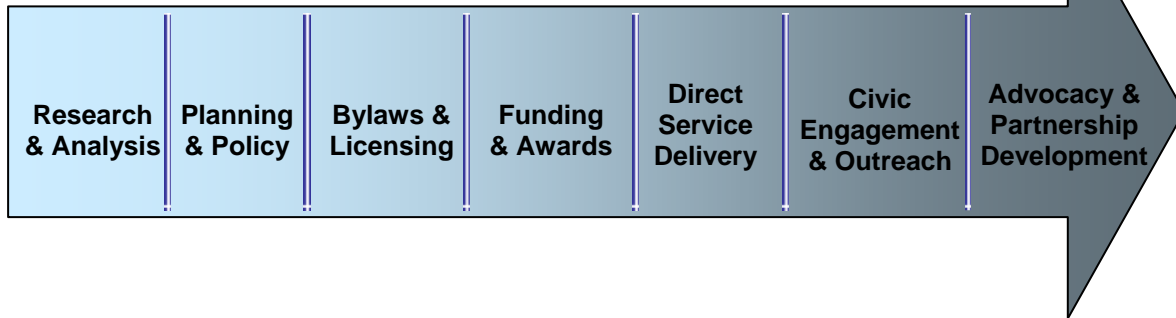 Research
& Analysis
Planning
& Policy
Bylaws &
Licensing
Funding
& Awards
Direct
Service
Delivery
Civic
Engagement
& Outreach
Advocacy &
Partnership
Development